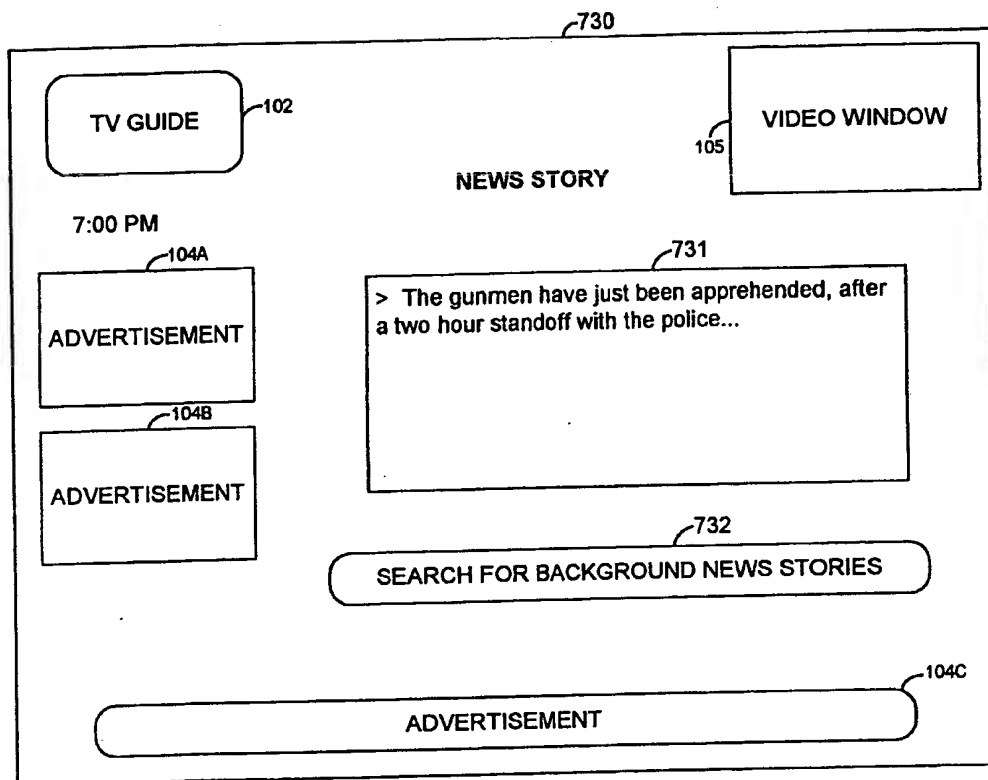 730
TV GUIDE
102
VIDEO WINDOW
105
NEWS STORY
7:00 PM
104A
ADVERTISEMENT
731
> The gunmen have just been apprehended, after
a two hour standoff with the police...
104B
ADVERTISEMENT
732
SEARCH FOR BACKGROUND NEWS STORIES
104C
ADVERTISEMENT